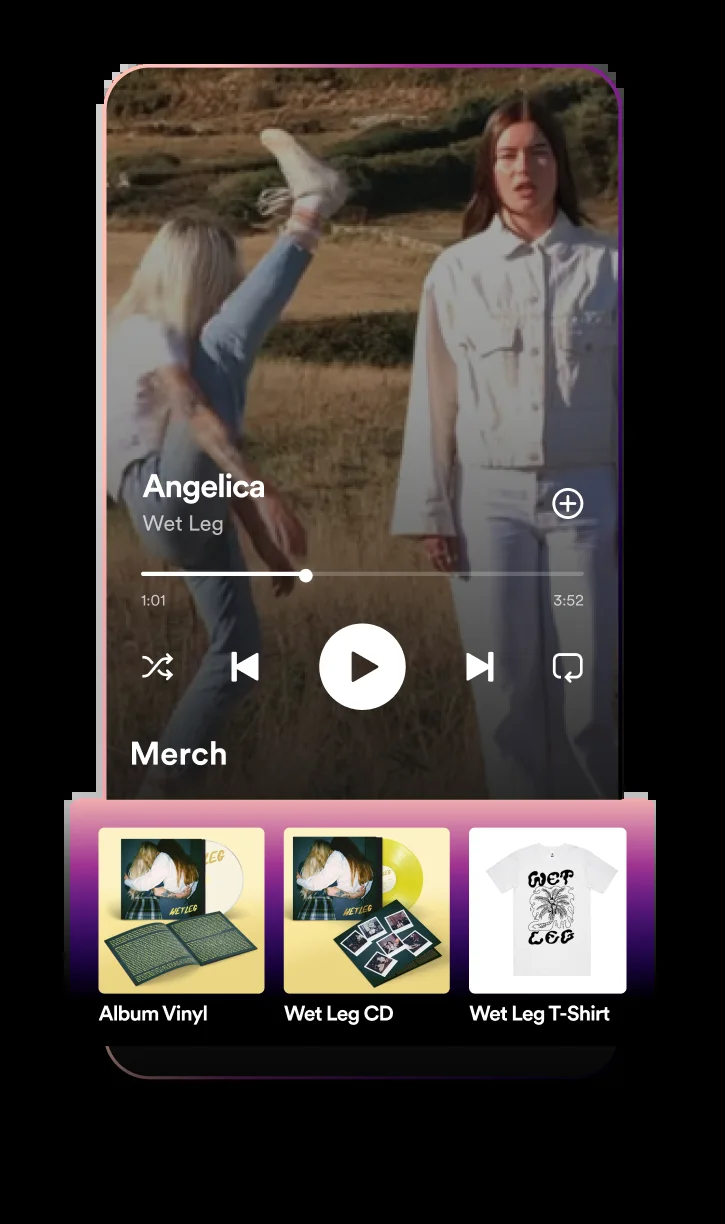 Angelica
Wet Leg
1:01
3:52
Merch
LEG
WET LEG
WET LEG
WET
LEG
Album Vinyl
Wet Leg CD
Wet Leg T-Shirt